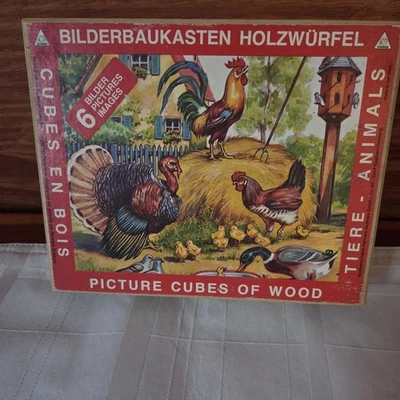 BILDERBAUKASTEN HOLZWÜRFEL
6 BILDER
PICTURES
IMAGES
CUBES EN BOIS
TIERE - ANIMALS
PICTURE CUBES OF WOOD